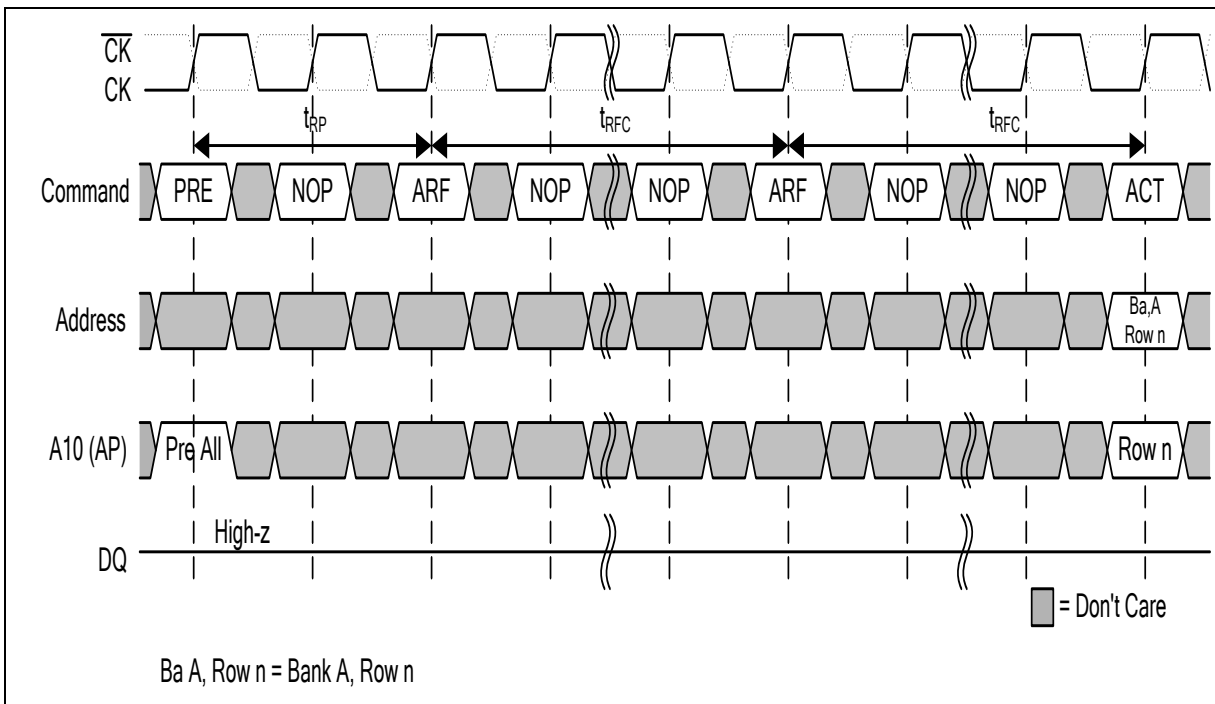 CK
CK
tRP
tRFC
tRFC
Command
PRE
NOP
ARF
NOP
NOP
ARF
NOP
NOP
ACT
Address
Ba,A
Row n
A10 (AP)
Pre All
Row n
High-z
DQ
= Don't Care
Ba A, Row n = Bank A, Row n